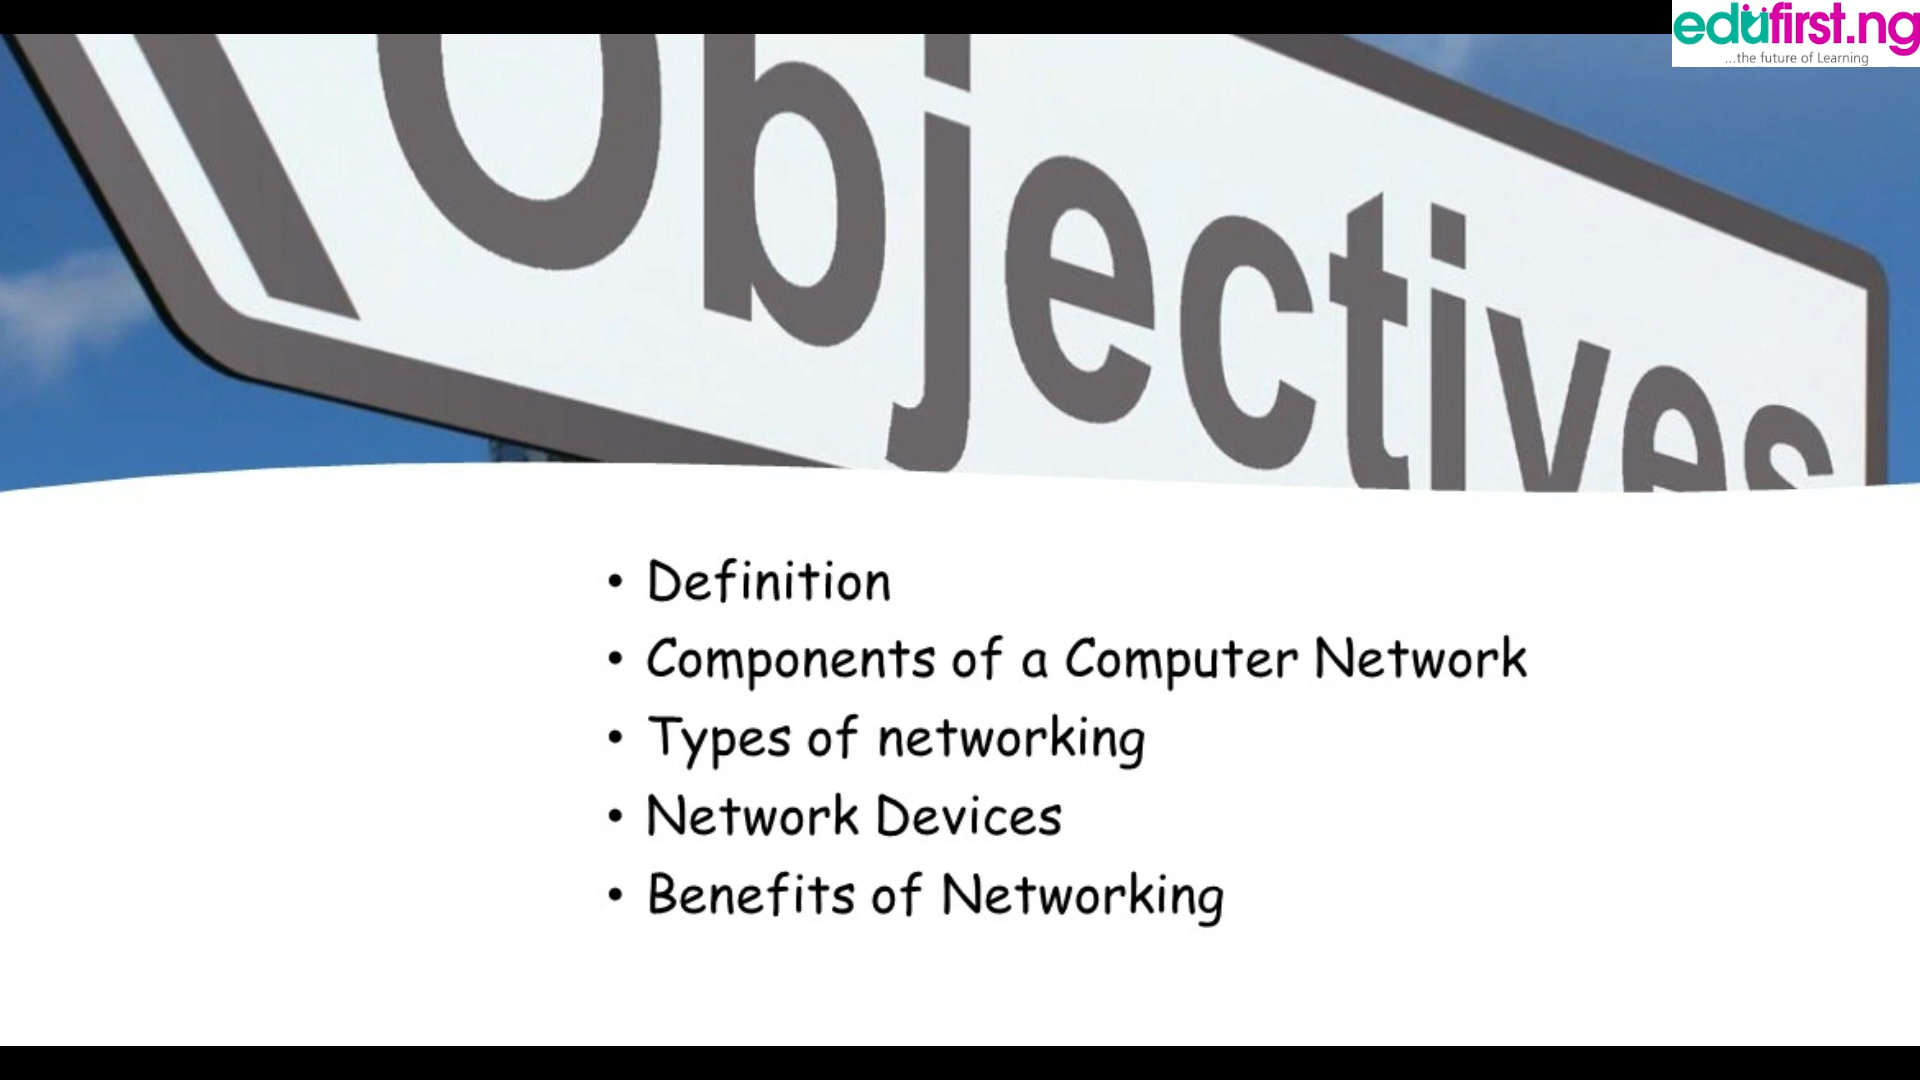 edufirst.ng
...the future of Learning
Objectives
• Definition
• Components of a Computer Network
• Types of networking
• Network Devices
• Benefits of Networking